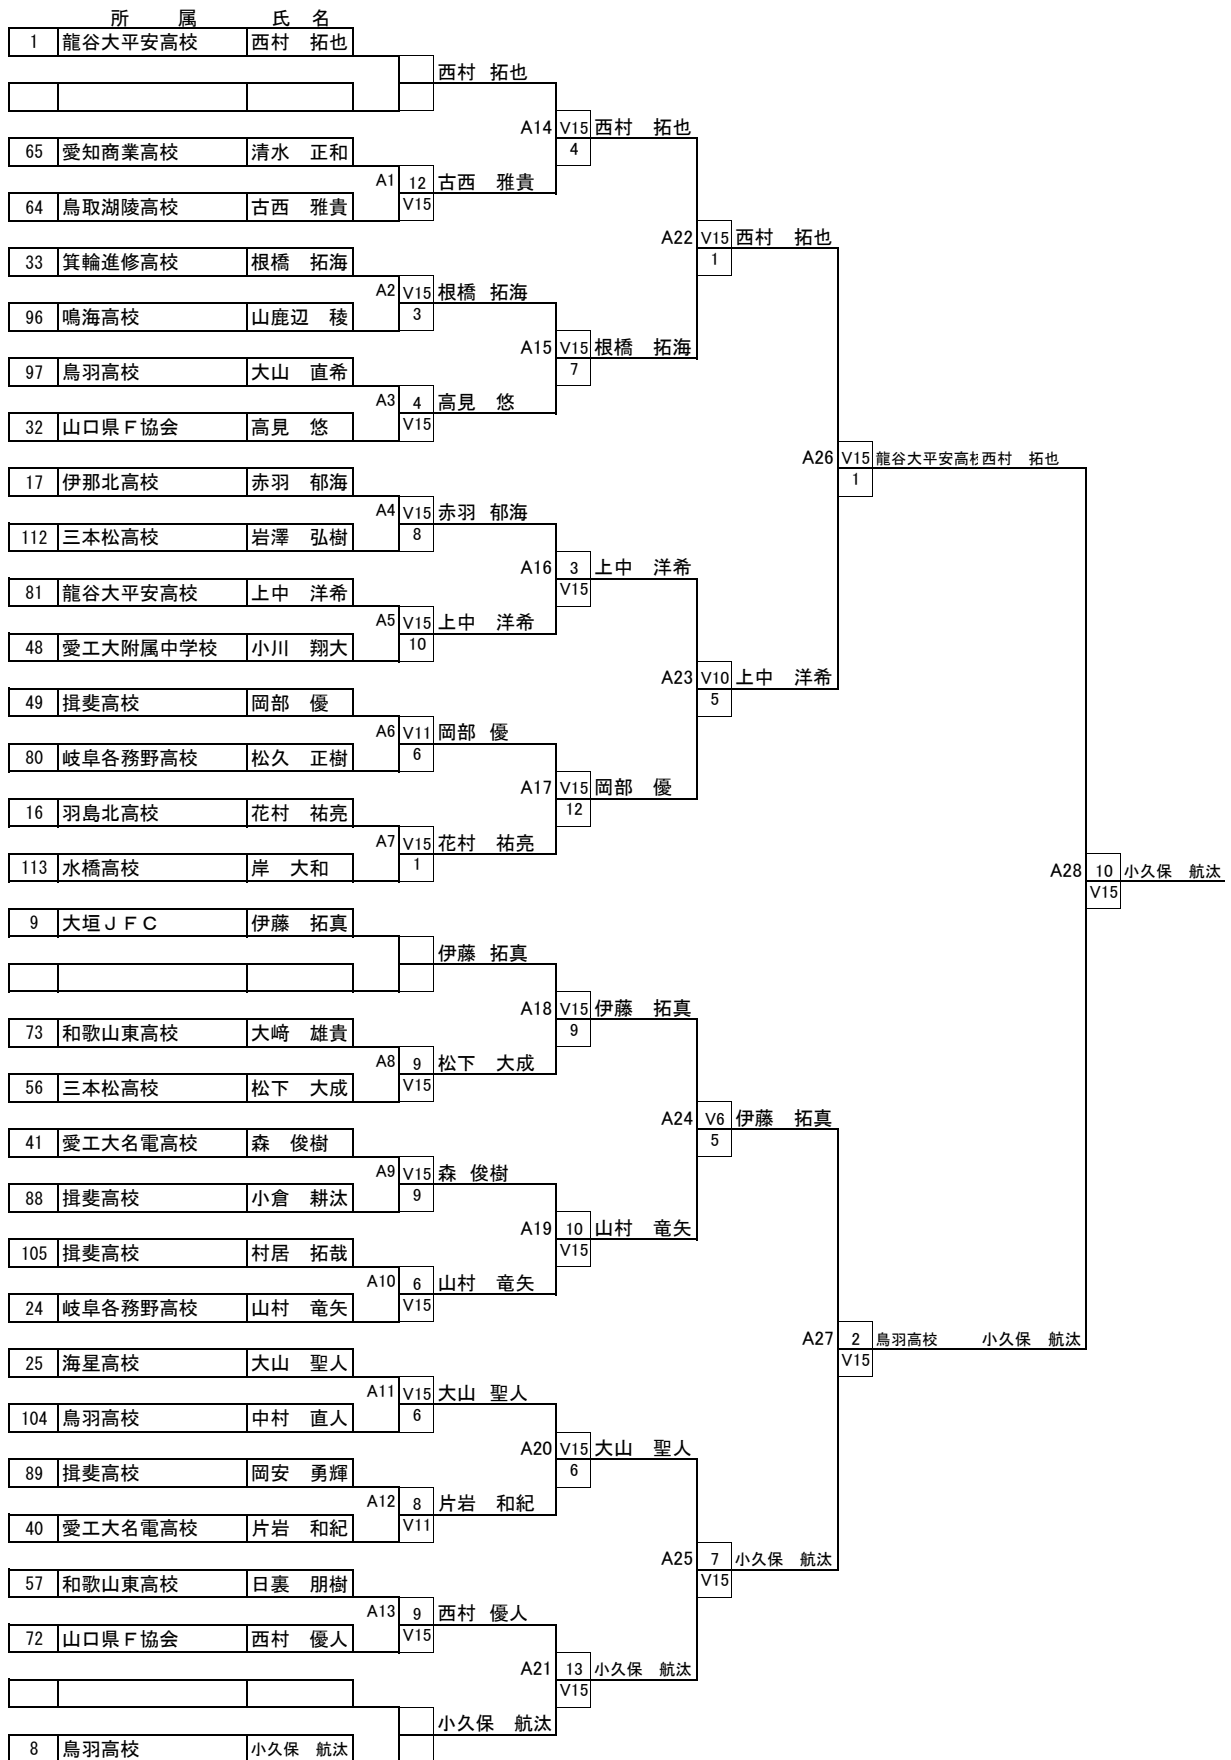 所　属　氏 名
1 龍谷大平安高校 西村 拓也
西村 拓也
A14 V15 西村 拓也
65 愛知商業高校 清水 正和
4
A1 12 古西 雅貴
64 鳥取湖陵高校 古西 雅貴
V15
A22 V15 西村 拓也
33 箕輪進修高校 根橋 拓海
1
A2 V15 根橋 拓海
96 鳴海高校 山鹿辺 稜
3
A15 V15 根橋 拓海
97 鳥羽高校 大山 直希
7
A3 4 高見 悠
32 山口県Ｆ協会 高見 悠
V15
A26 V15 龍谷大平安高校 西村 拓也
17 伊那北高校 赤羽 郁海
1
A4 V15 赤羽 郁海
112 三本松高校 岩澤 弘樹
8
A16 3 上中 洋希
81 龍谷大平安高校 上中 洋希
V15
A5 V15 上中 洋希
48 愛工大附属中学校 小川 翔大
10
A23 V10 上中 洋希
49 揖斐高校 岡部 優
5
A6 V11 岡部 優
80 岐阜各務野高校 松久 正樹
6
A17 V15 岡部 優
16 羽島北高校 花村 祐亮
12
A7 V15 花村 祐亮
113 水橋高校 岸 大和
1
A28 10 小久保 航汰
V15
9 大垣ＪＦＣ 伊藤 拓真
伊藤 拓真
A18 V15 伊藤 拓真
73 和歌山東高校 大﨑 雄貴
9
A8 9 松下 大成
56 三本松高校 松下 大成
V15
A24 V6 伊藤 拓真
41 愛工大名電高校 森 俊樹
5
A9 V15 森 俊樹
88 揖斐高校 小倉 耕汰
9
A19 10 山村 竜矢
105 揖斐高校 村居 拓哉
V15
A10 6 山村 竜矢
24 岐阜各務野高校 山村 竜矢
V15
A27 2 鳥羽高校 小久保 航汰
25 海星高校 大山 聖人
V15
A11 V15 大山 聖人
104 鳥羽高校 中村 直人
6
A20 V15 大山 聖人
89 揖斐高校 岡安 勇輝
6
A12 8 片岩 和紀
40 愛工大名電高校 片岩 和紀
V11
A25 7 小久保 航汰
57 和歌山東高校 日裏 朋樹
V15
A13 9 西村 優人
72 山口県Ｆ協会 西村 優人
V15
A21 13 小久保 航汰
V15
小久保 航汰
8 鳥羽高校 小久保 航汰